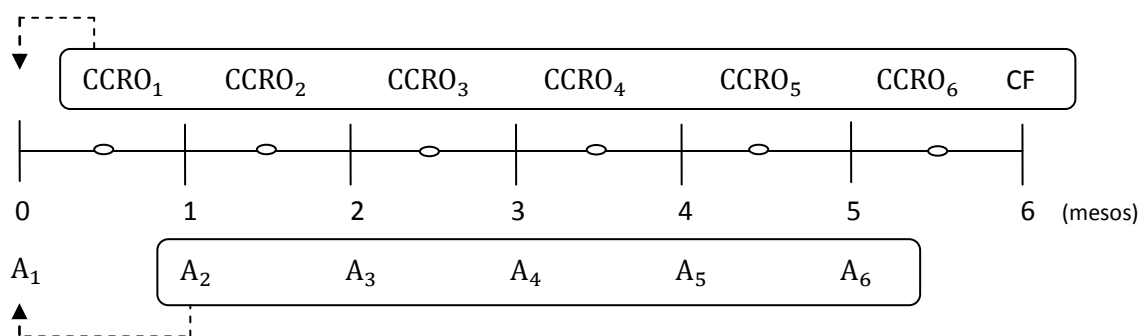 CCRO₁ CCRO₂ CCRO₃ CCRO₄ CCRO₅ CCRO₆ CF
0 1 2 3 4 5 6 (mesos)
A₁ A₂ A₃ A₄ A₅ A₆